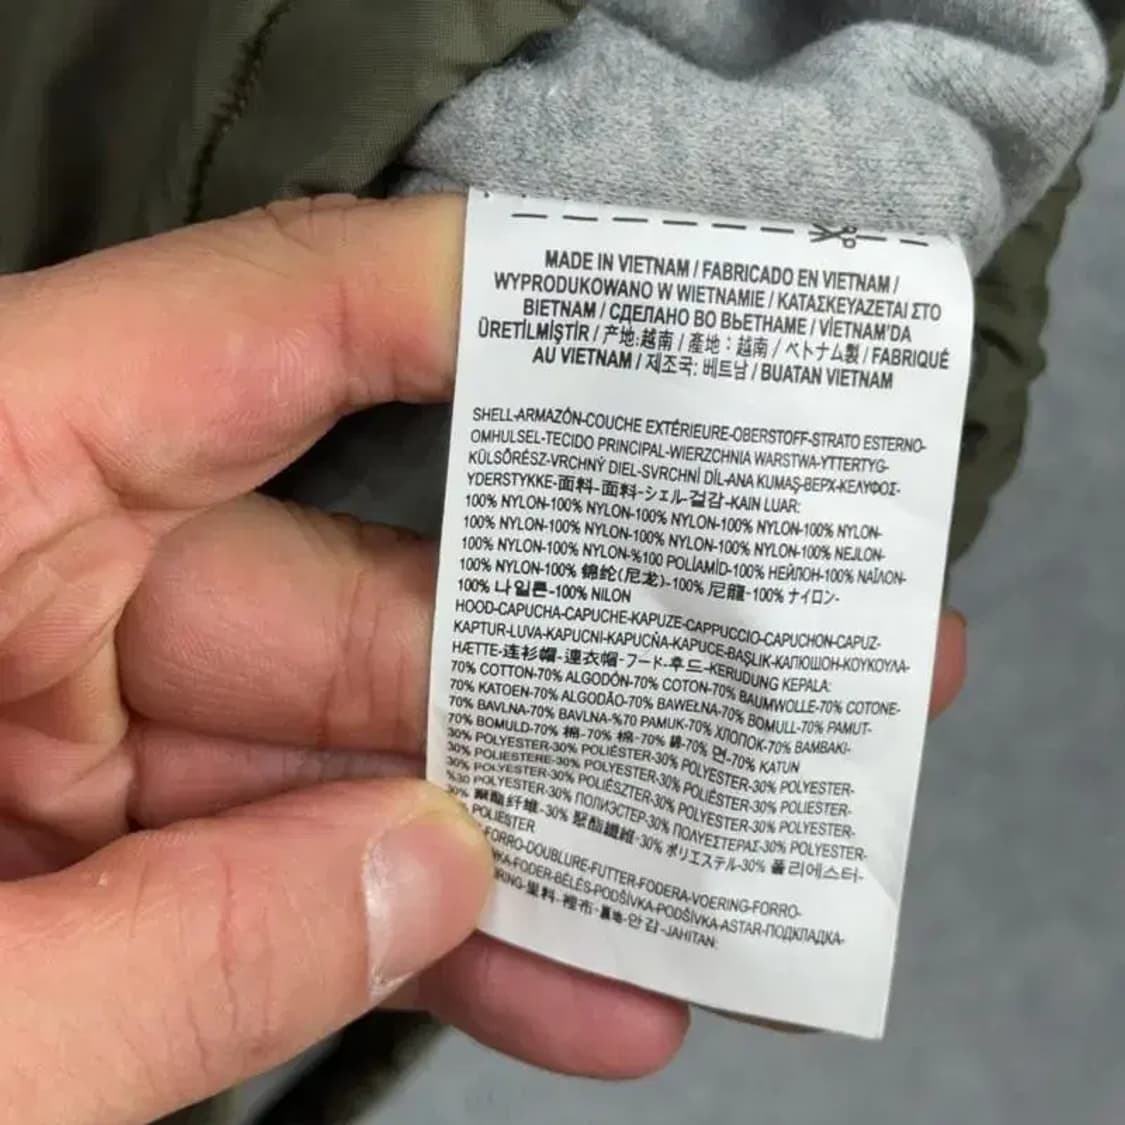 MADE IN VIETNAM / FABRICADO EN VIETNAM /
WYPRODUKOWANO W WIETNAMIE / ΚΑΤΑΣΚΕΥΑΖΕΤΑΙ ΣΤΟ
ΒΙΕΤΝΑΜ / СДЕЛАНО ВО ВЬЕТНАМЕ / VİETNAM'DA
ÜRETİLMİŞTİR / 产地:越南 / 產地：越南 / ベトナム製 / FABRIQUÉ
AU VIETNAM / 제조국: 베트남 / BUATAN VIETNAM
SHELL-ARMAZÓN-COUCHE EXTÉRIEURE-OBERSTOFF-STRATO ESTERNO-
OMHULSEL-TECIDO PRINCIPAL-WIERZCHNIA WARSTWA-YTTERTYG-
KÜLSŐRÉSZ-VRCHNÝ DIEL-SVRCHNÍ DÍL-ANA KUMAŞ-ВЕРХ-ΚΕΛΥΦΟΣ-
YDERSTYKKE-面料-面料-シェル-겉감-KAIN LUAR:
100% NYLON-100% NYLON-100% NYLON-100% NYLON-100% NYLON-
100% NYLON-100% NYLON-100% NYLON-100% NYLON-100% NEJLON-
100% NYLON-100% NYLON-%100 POLİAMİD-100% НЕЙЛОН-100% ΝΑΪΛΟΝ-
100% NYLON-100% 锦纶(尼龙)-100% 尼龍-100% ナイロン-
100% 나일론-100% NILON
HOOD-CAPUCHA-CAPUCHE-KAPUZE-CAPPUCCIO-CAPUCHON-CAPUZ-
KAPTUR-LUVA-KAPUCNI-KAPUCŇA-KAPUCE-BAŞLIK-КАПЮШОН-ΚΟΥΚΟΥΛΑ-
HÆTTE-连衫帽-連衣帽-フード-후드-KERUDUNG KEPALA:
70% COTTON-70% ALGODÓN-70% COTON-70% BAUMWOLLE-70% COTONE-
70% KATOEN-70% ALGODÃO-70% BAWEŁNA-70% BOMULL-70% PAMUT-
70% BAVLNA-70% BAVLNA-%70 PAMUK-70% ХЛОПОК-70% ΒΑΜΒΑΚΙ-
70% BOMULD-70% 棉-70% 棉-70% 綿-70% 면-70% KATUN
30% POLYESTER-30% POLIÉSTER-30% POLYESTER-30% POLYESTER-
30% POLIESTERE-30% POLYESTER-30% POLIÉSTER-30% POLIESTER-
30% POLYESTER-30% POLIÉSZTER-30% POLYESTER-30% POLYESTER-
%30 POLYESTER-30% ПОЛИЭСТЕР-30% ΠΟΛΥΕΣΤΕΡΑΣ-30% POLYESTER-
30% 聚酯纤维-30% 聚酯纖維-30% ポリエステル-30% 폴리에스터-
POLIESTER
FORRO-DOUBLURE-FUTTER-FODERA-VOERING-FORRO-
FODER-BÉLÉS-PODŠÍVKA-PODŠÍVKA-ASTAR-ПОДКЛАДКА-
里料-裡布-裏地-안감-JAHITAN: